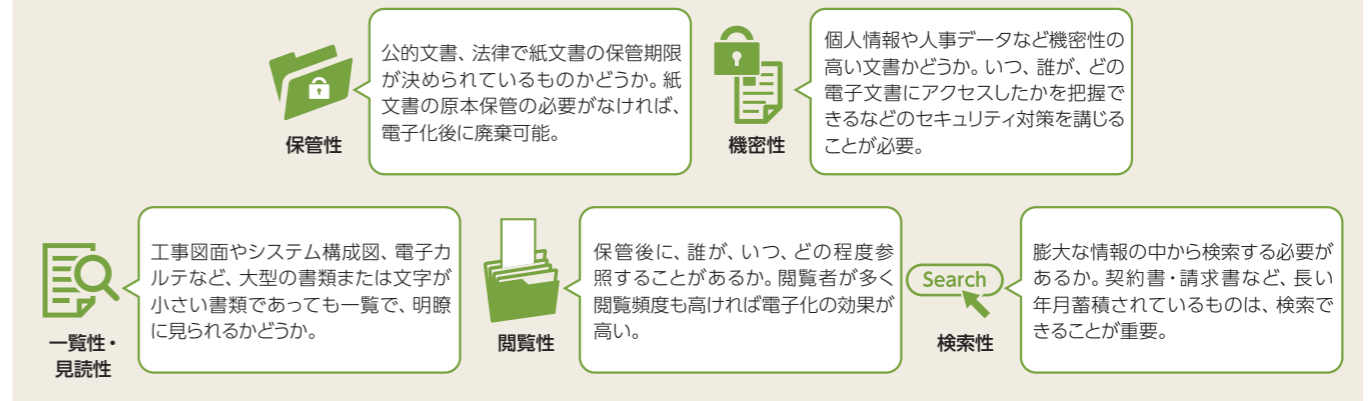 公的文書、法律で紙文書の保管期限
が決められているものかどうか。紙
文書の原本保管の必要がなければ、
電子化後に廃棄可能。
保管性
個人情報や人事データなど機密性の
高い文書かどうか。いつ、誰が、どの
電子文書にアクセスしたかを把握で
きるなどのセキュリティ対策を講じる
ことが必要。
機密性
工事図面やシステム構成図、電子カ
ルテなど、大型の書類または文字が
小さい書類であっても一覧で、明瞭
に見られるかどうか。
一覧性・
見読性
保管後に、誰が、いつ、どの程度参
照することがあるか。閲覧者が多く
閲覧頻度も高ければ電子化の効果が
高い。
閲覧性
Search
膨大な情報の中から検索する必要が
あるか。契約書・請求書など、長い
年月蓄積されているものは、検索で
きることが重要。
検索性